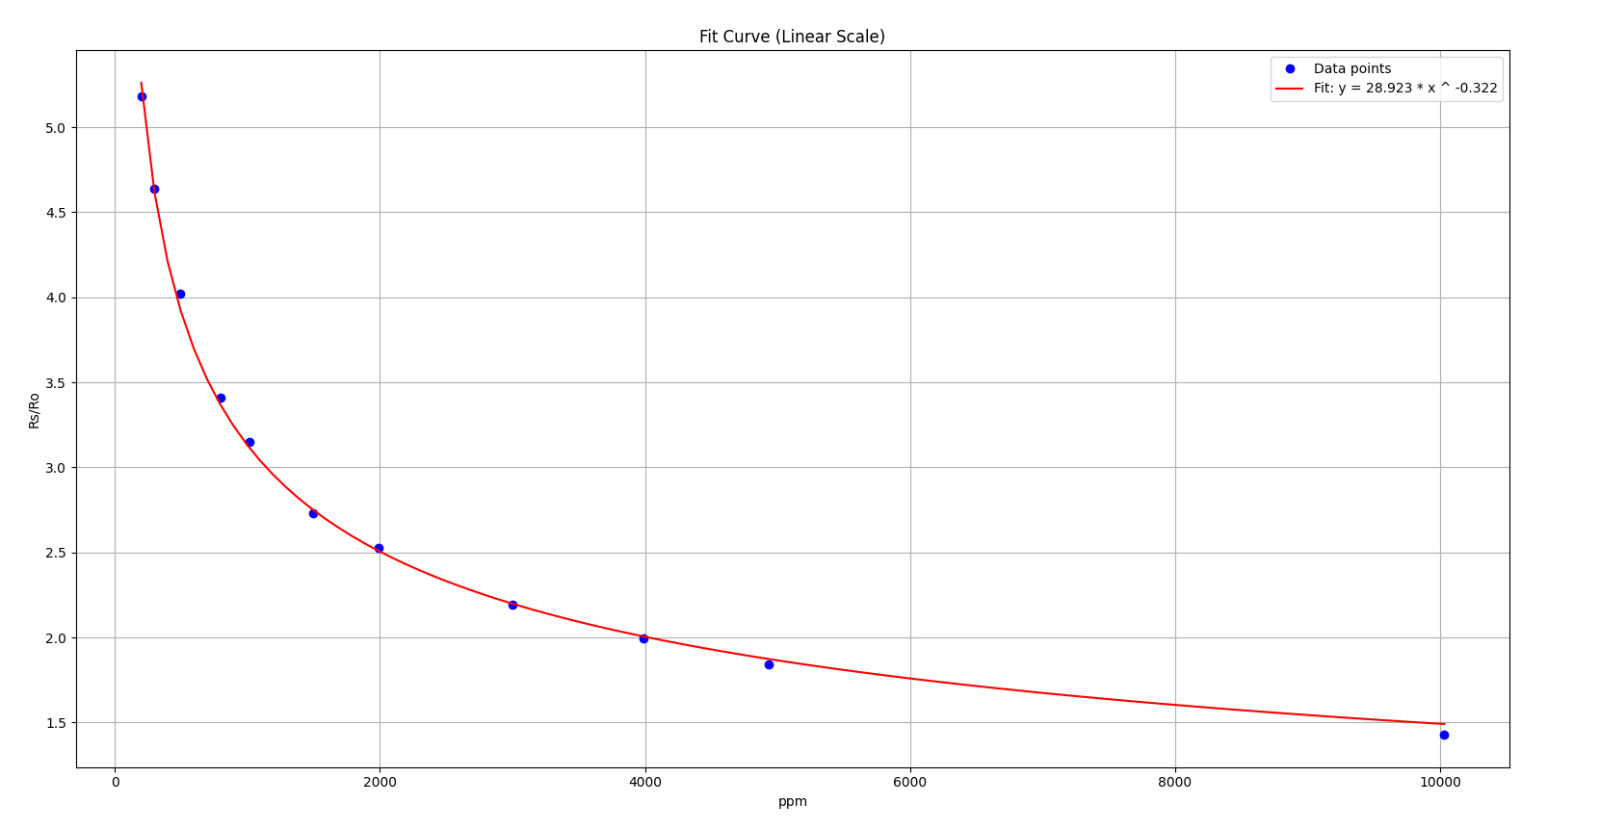 Fit Curve (Linear Scale)
Data points
Fit: y = 28.923 * x ^ -0.322
5.0
4.5
4.0
3.5
3.0
2.5
2.0
1.5
Rs/Ro
0
2000
4000
6000
8000
10000
ppm